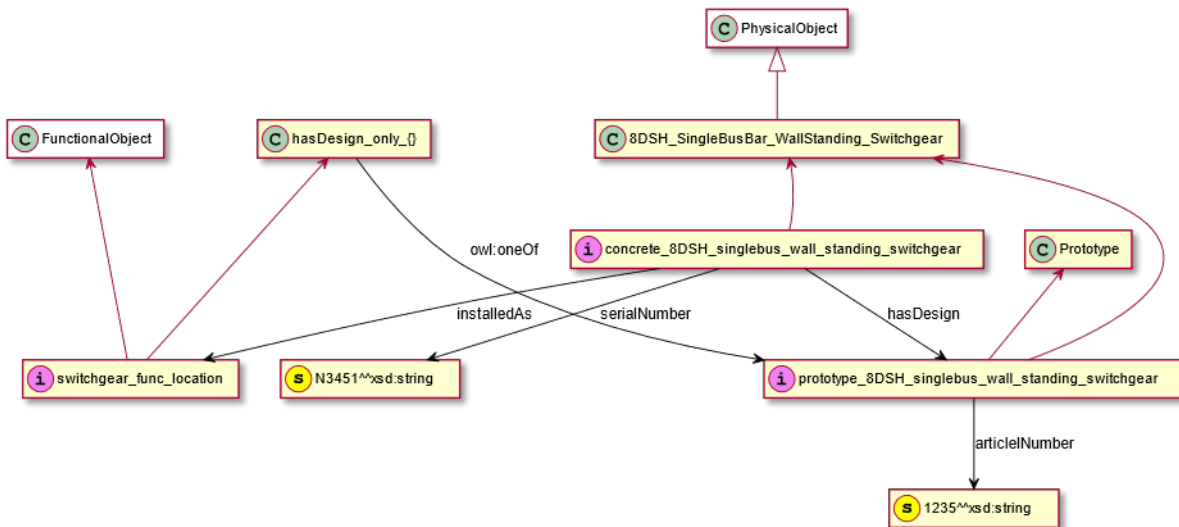 C PhysicalObject
C FunctionalObject
C hasDesign_only_{}
C 8DSH_SingleBusBar_WallStanding_Switchgear
owl:oneOf
i concrete_8DSH_singlebus_wall_standing_switchgear
C Prototype
installedAs
serialNumber
hasDesign
i switchgear_func_location
s N3451^^xsd:string
i prototype_8DSH_singlebus_wall_standing_switchgear
articlelNumber
s 1235^^xsd:string